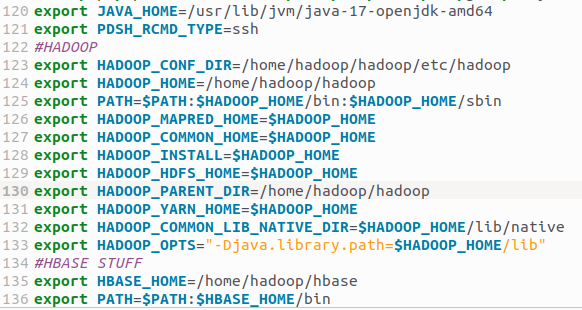 120 export JAVA_HOME=/usr/lib/jvm/java-17-openjdk-amd64
121 export PDSH_RCMD_TYPE=ssh
122 #HADOOP
123 export HADOOP_CONF_DIR=/home/hadoop/hadoop/etc/hadoop
124 export HADOOP_HOME=/home/hadoop/hadoop
125 export PATH=$PATH:$HADOOP_HOME/bin:$HADOOP_HOME/sbin
126 export HADOOP_MAPRED_HOME=$HADOOP_HOME
127 export HADOOP_COMMON_HOME=$HADOOP_HOME
128 export HADOOP_INSTALL=$HADOOP_HOME
129 export HADOOP_HDFS_HOME=$HADOOP_HOME
130 export HADOOP_PARENT_DIR=/home/hadoop/hadoop
131 export HADOOP_YARN_HOME=$HADOOP_HOME
132 export HADOOP_COMMON_LIB_NATIVE_DIR=$HADOOP_HOME/lib/native
133 export HADOOP_OPTS="-Djava.library.path=$HADOOP_HOME/lib"
134 #HBASE STUFF
135 export HBASE_HOME=/home/hadoop/hbase
136 export PATH=$PATH:$HBASE_HOME/bin